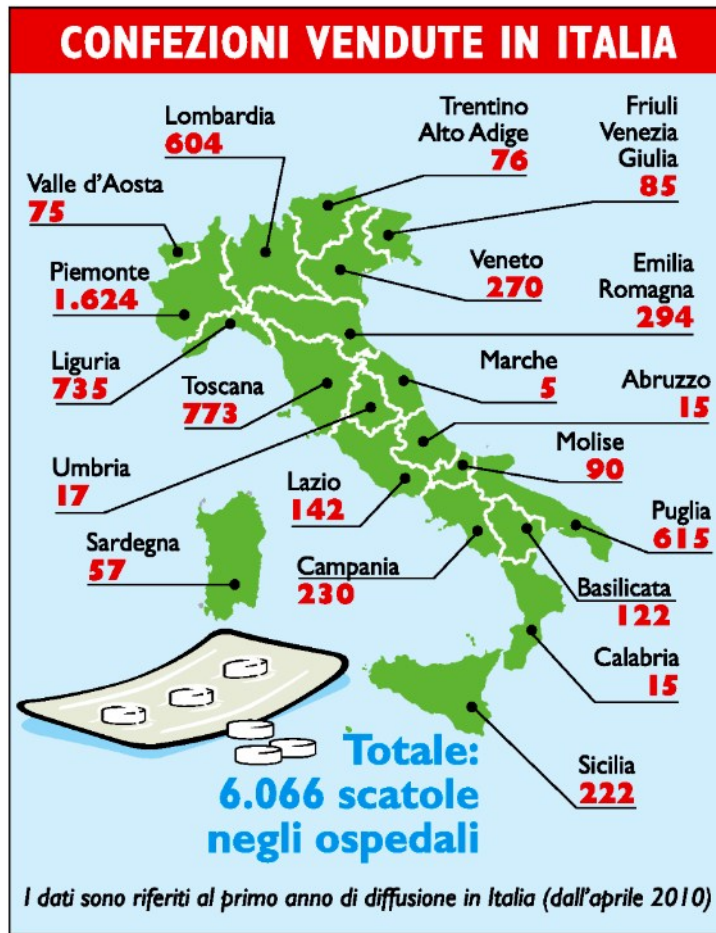 CONFEZIONI VENDUTE IN ITALIA
Lombardia
604
Trentino
Alto Adige
76
Friuli
Venezia
Giulia
85
Valle d'Aosta
75
Piemonte
1.624
Veneto
270
Emilia
Romagna
294
Liguria
735
Toscana
773
Marche
5
Abruzzo
15
Umbria
17
Lazio
142
Molise
90
Puglia
615
Sardegna
57
Campania
230
Basilicata
122
Calabria
15
Sicilia
222
Totale:
6.066 scatole
negli ospedali
I dati sono riferiti al primo anno di diffusione in Italia (dall'aprile 2010)